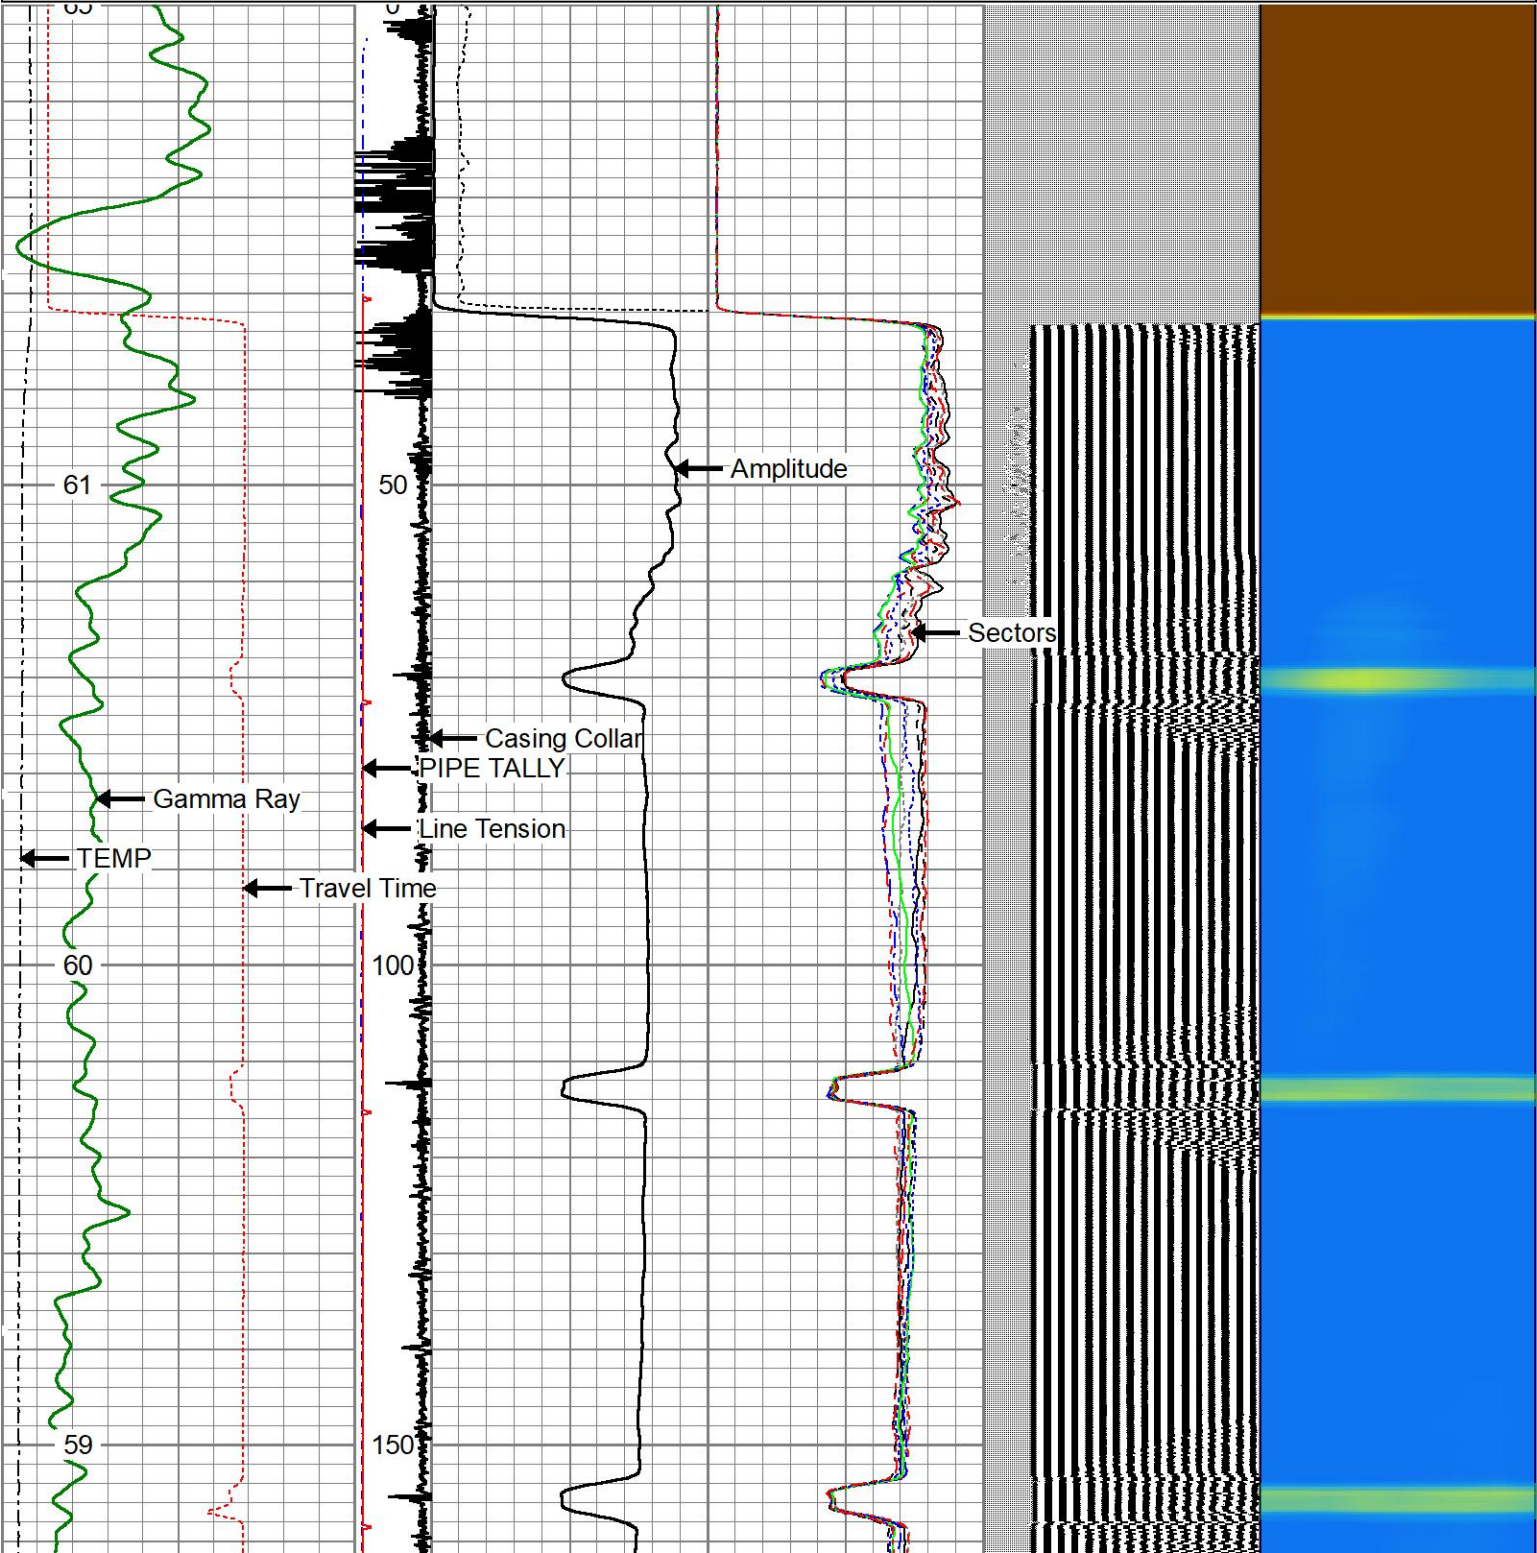 61
50
Amplitude
Sectors
Casing Collar
PIPE TALLY
Gamma Ray
Line Tension
TEMP
Travel Time
60
100
59
150